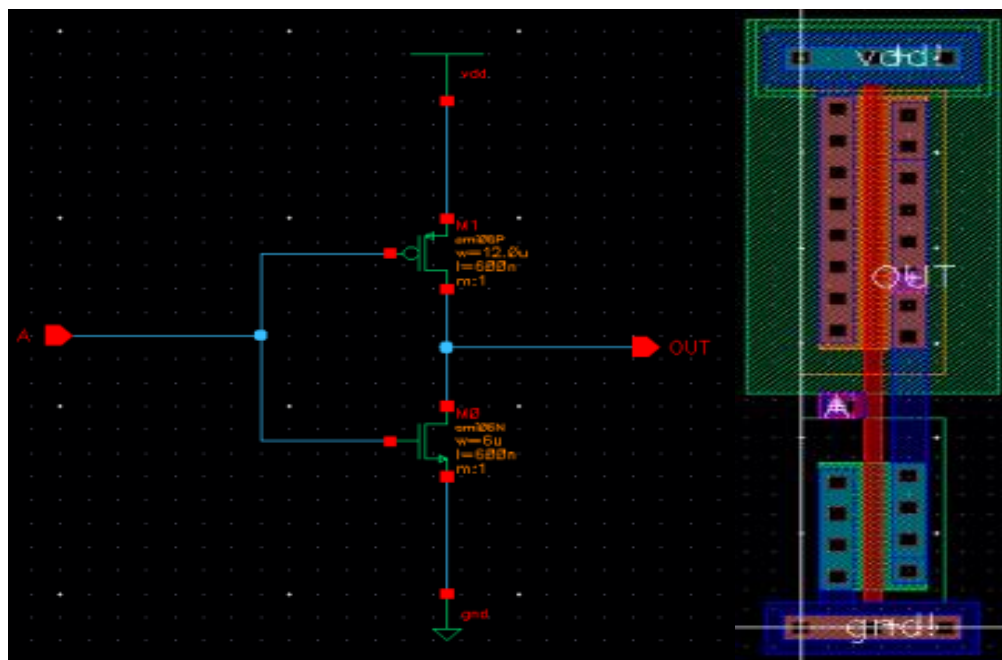 vdd!
M1
ami06P
w=12.0u
l=600n
m:1
A
OUT
M0
ami06N
w=6u
l=600n
m:1
gnd!
vdd!
OUT
A
gnd!